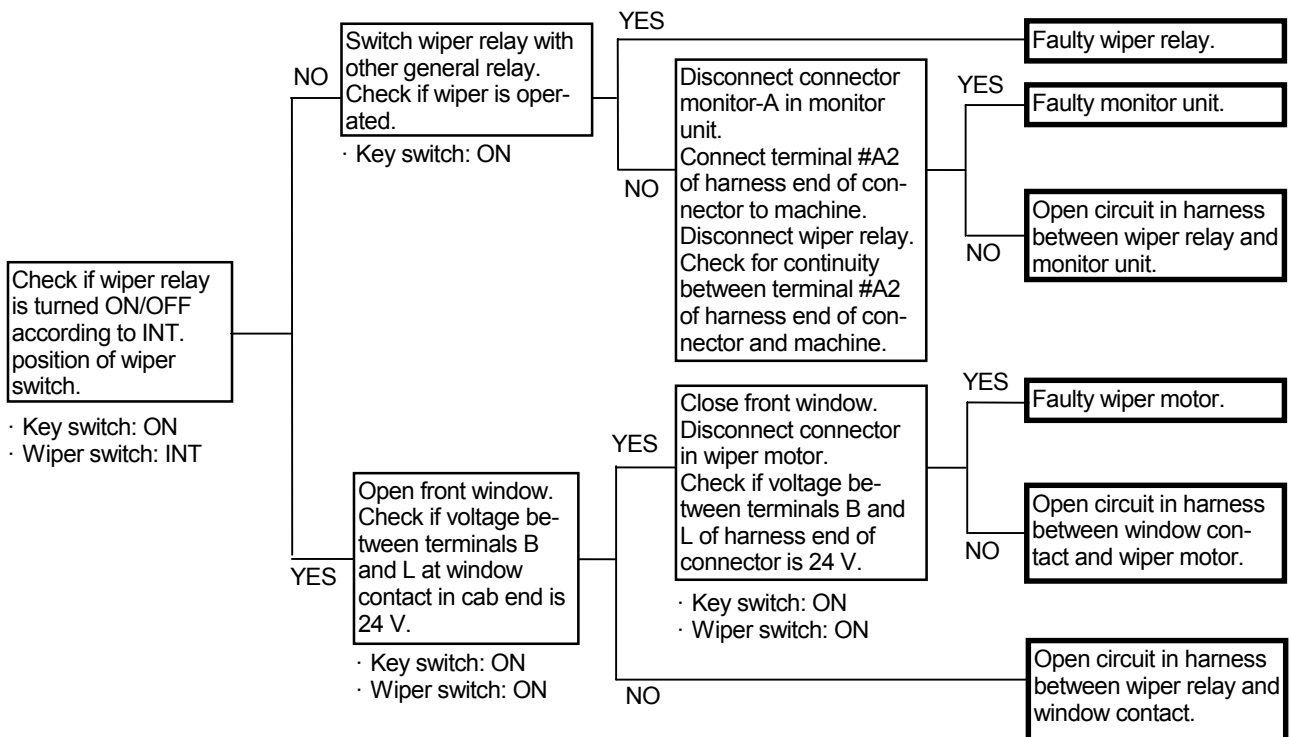 Check if wiper relay
is turned ON/OFF
according to INT.
position of wiper
switch.
· Key switch: ON
· Wiper switch: INT
NO
Switch wiper relay with
other general relay.
Check if wiper is oper-
ated.
· Key switch: ON
YES
Faulty wiper relay.
NO
Disconnect connector
monitor-A in monitor
unit.
Connect terminal #A2
of harness end of con-
nector to machine.
Disconnect wiper relay.
Check for continuity
between terminal #A2
of harness end of con-
nector and machine.
YES
Faulty monitor unit.
NO
Open circuit in harness
between wiper relay and
monitor unit.
YES
Open front window.
Check if voltage be-
tween terminals B
and L at window
contact in cab end is
24 V.
· Key switch: ON
· Wiper switch: ON
YES
Close front window.
Disconnect connector
in wiper motor.
Check if voltage be-
tween terminals B and
L of harness end of
connector is 24 V.
· Key switch: ON
· Wiper switch: ON
YES
Faulty wiper motor.
NO
Open circuit in harness
between window con-
tact and wiper motor.
NO
Open circuit in harness
between wiper relay and
window contact.